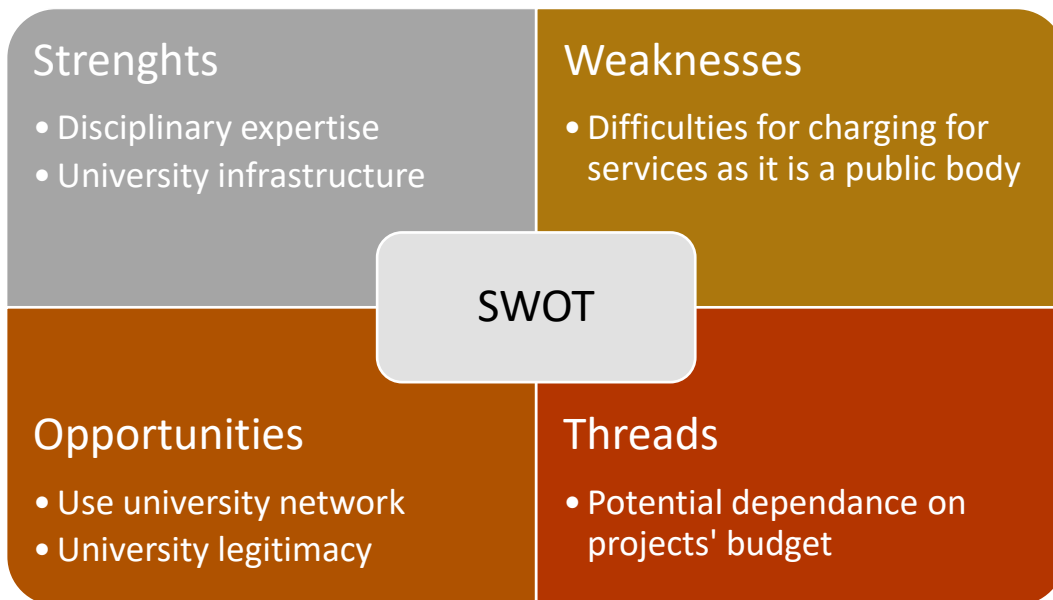 Strenghts
• Disciplinary expertise
• University infrastructure
Weaknesses
• Difficulties for charging for
services as it is a public body
SWOT
Opportunities
• Use university network
• University legitimacy
Threads
• Potential dependance on
projects' budget